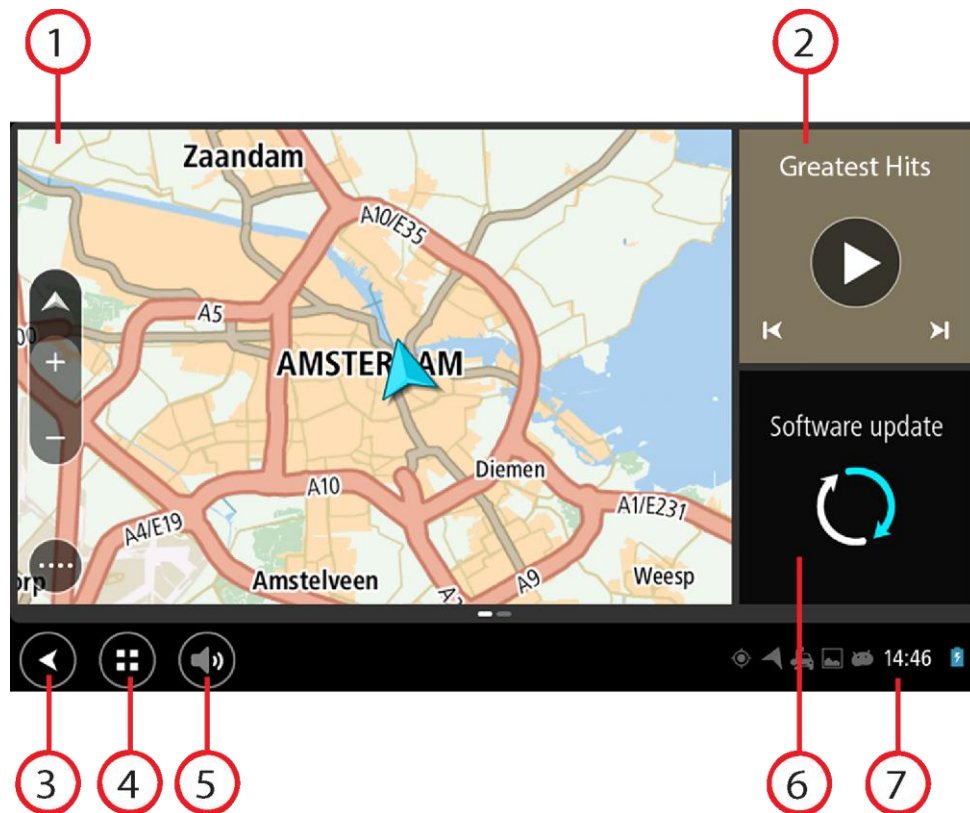 1
2
Zaandam
Greatest Hits
A10/E35
A5
00
+
AMSTERDAM
−
Software update
Diemen
A10
A1/E231
A4/E19
Amstelveen
A9
Weesp
14:46
3
4
5
6
7